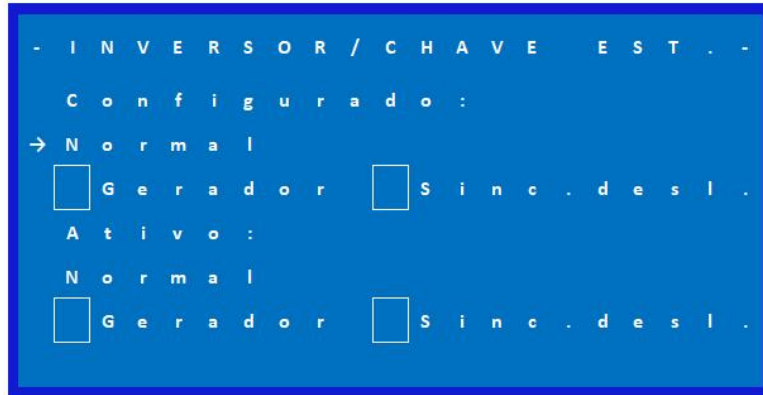 - INVERSOR/CHAVE EST. -
Configurado:
→ Normal
Gerador Sinc.desl.
Ativo:
Normal
Gerador Sinc.desl.